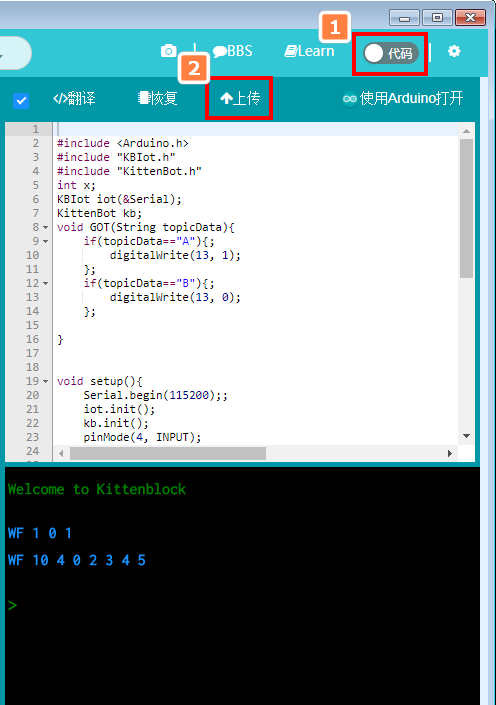 1
BBS
Learn
代码
2
翻译
恢复
上传
使用Arduino打开
1
2 #include <Arduino.h>
3 #include "KBIot.h"
4 #include "KittenBot.h"
5 int x;
6 KBIot iot(&Serial);
7 KittenBot kb;
8 void GOT(String topicData){
9 if(topicData=="A"){;
10 digitalWrite(13, 1);
11 };
12 if(topicData=="B"){;
13 digitalWrite(13, 0);
14 };
15
16 }
17
18
19 void setup(){
20 Serial.begin(115200);;
21 iot.init();
22 kb.init();
23 pinMode(4, INPUT);
24
Welcome to Kittenblock
WF 1 0 1
WF 10 4 0 2 3 4 5
>